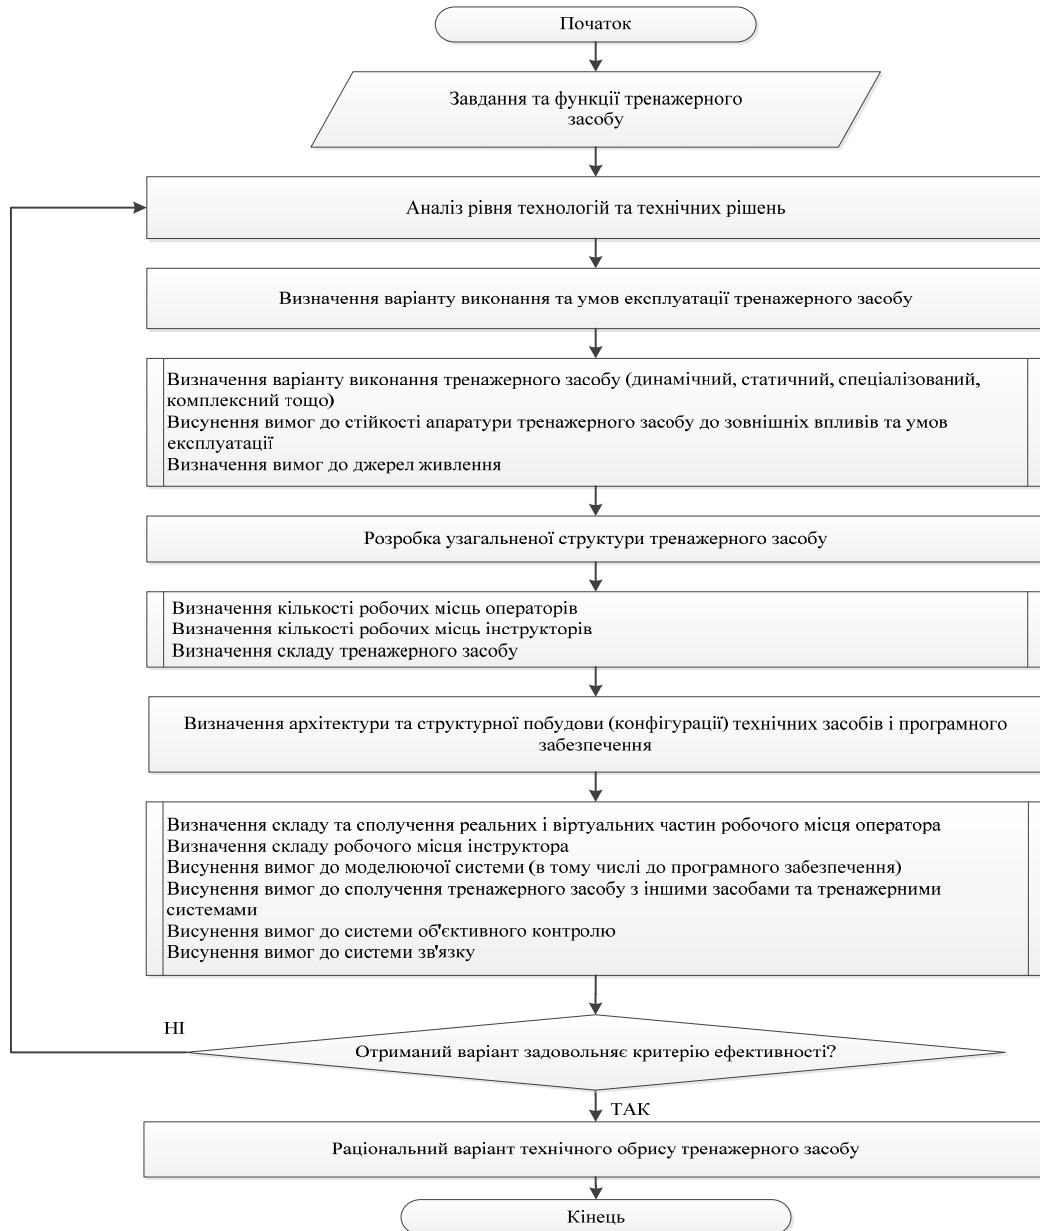 Початок
Завдання та функції тренажерного
засобу
Аналіз рівня технологій та технічних рішень
Визначення варіанту виконання та умов експлуатації тренажерного засобу
Визначення варіанту виконання тренажерного засобу (динамічний, статичний, спеціалізований,
комплексний тощо)
Висунення вимог до стійкості апаратури тренажерного засобу до зовнішніх впливів та умов
експлуатації
Визначення вимог до джерел живлення
Розробка узагальненої структури тренажерного засобу
Визначення кількості робочих місць операторів
Визначення кількості робочих місць інструкторів
Визначення складу тренажерного засобу
Визначення архітектури та структурної побудови (конфігурації) технічних засобів і програмного
забезпечення
Визначення складу та сполучення реальних і віртуальних частин робочого місця оператора
Визначення складу робочого місця інструктора
Висунення вимог до моделюючої системи (в тому числі до програмного забезпечення)
Висунення вимог до сполучення тренажерного засобу з іншими засобами та тренажерними
системами
Висунення вимог до системи об'єктивного контролю
Висунення вимог до системи зв'язку
НІ
Отриманий варіант задовольняє критерію ефективності?
ТАК
Раціональний варіант технічного обрису тренажерного засобу
Кінець